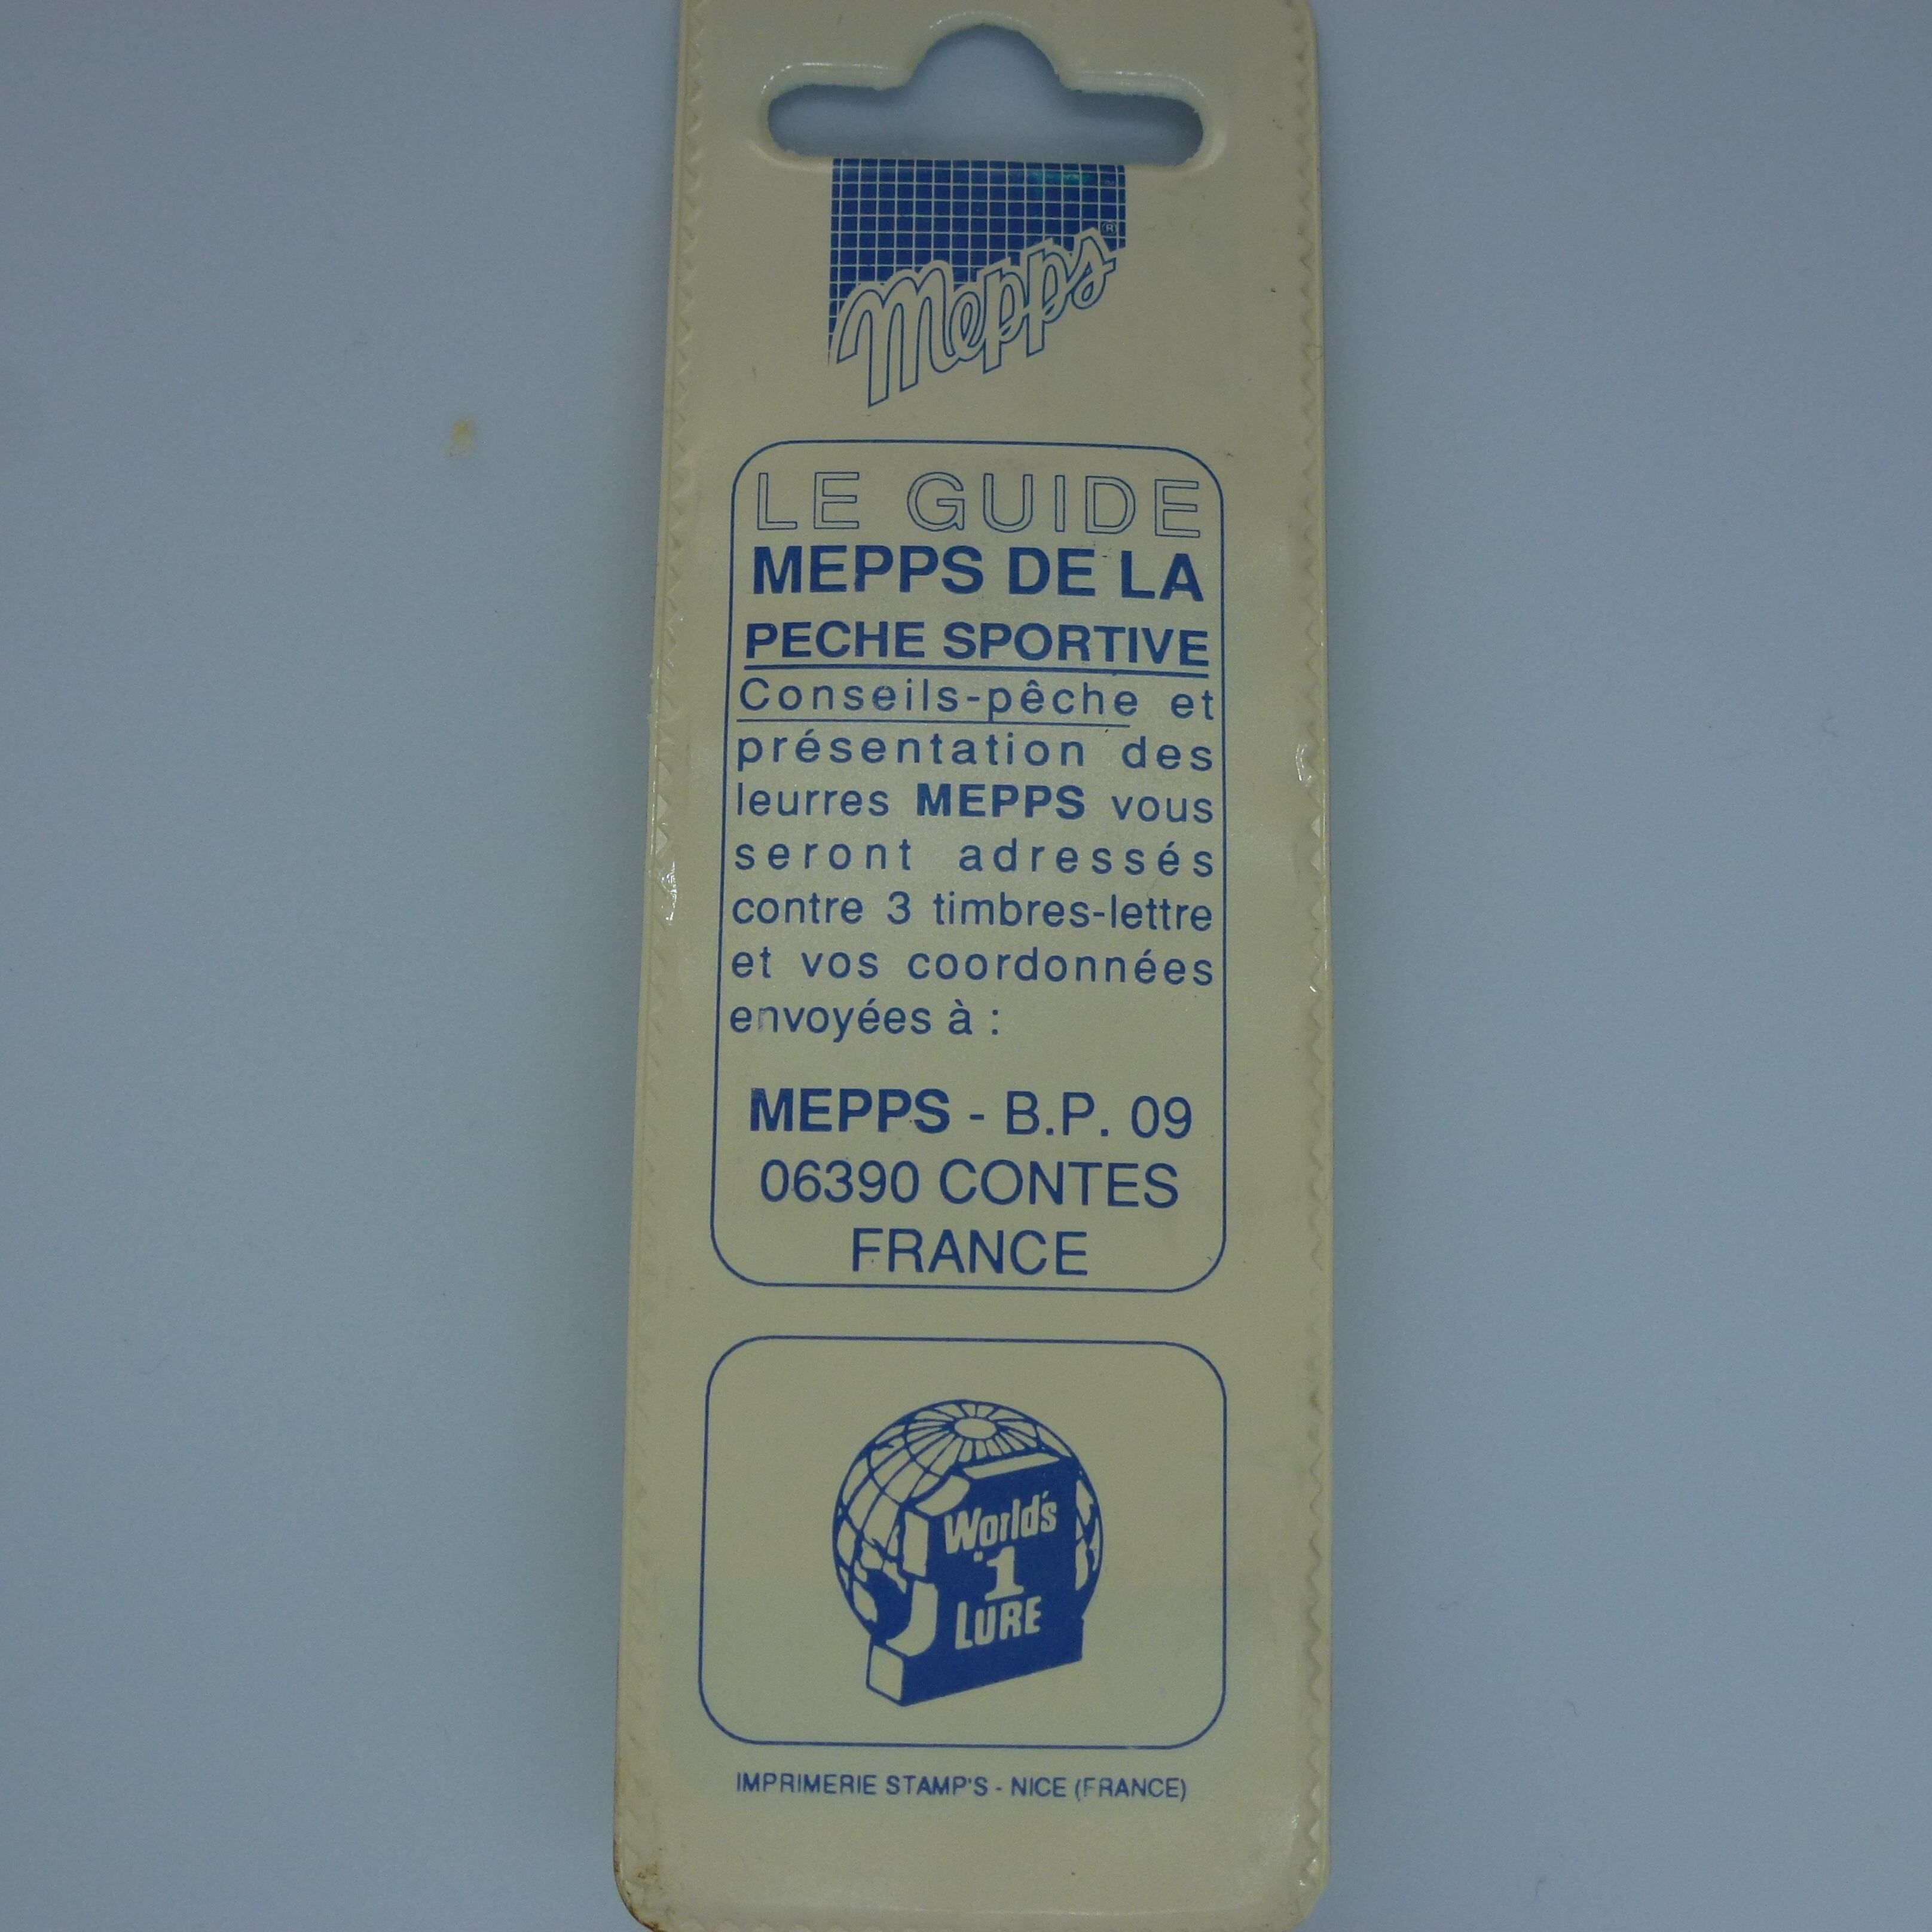 Mepps ®
LE GUIDE
MEPPS DE LA
PECHE SPORTIVE
Conseils-pêche et
présentation des
leurres MEPPS vous
seront adressés
contre 3 timbres-lettre
et vos coordonnées
envoyées à :
MEPPS - B.P. 09
06390 CONTES
FRANCE
World's
#1
LURE
IMPRIMERIE STAMP'S - NICE (FRANCE)